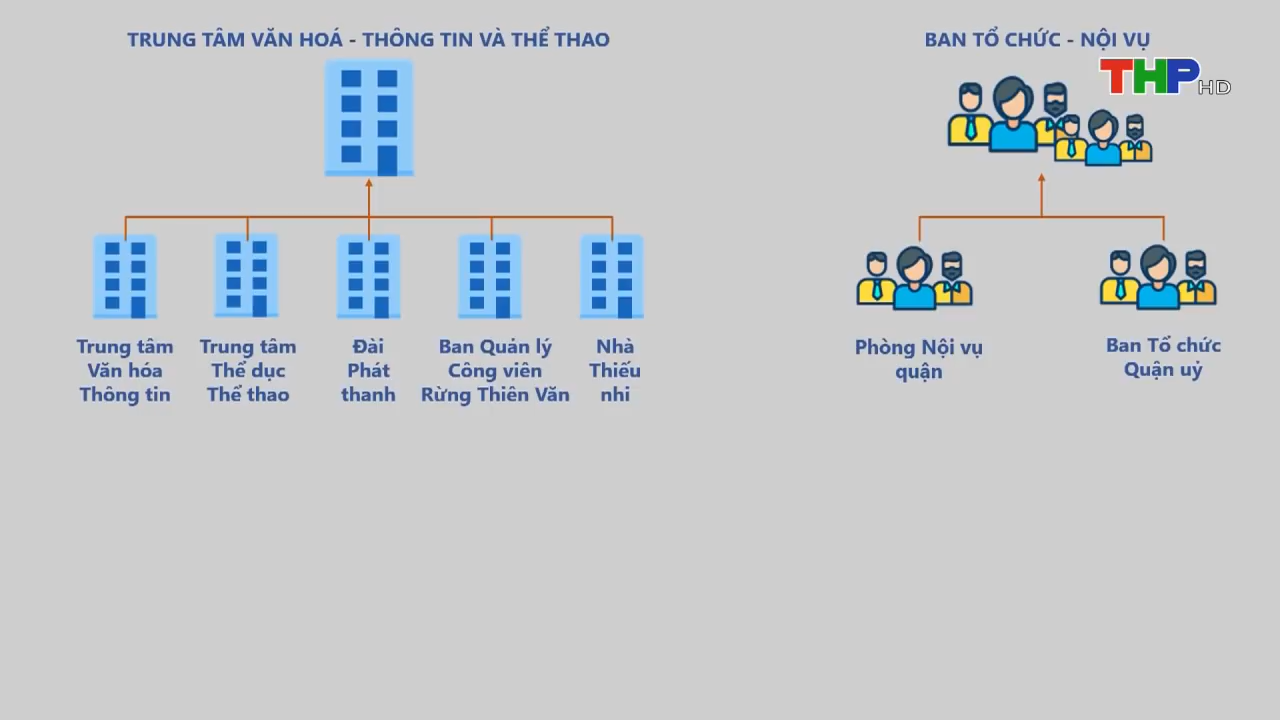 TRUNG TÂM VĂN HOÁ - THÔNG TIN VÀ THỂ THAO
BAN TỔ CHỨC - NỘI VỤ
THP HD
Trung tâm
Văn hóa
Thông tin
Trung tâm
Thể dục
Thể thao
Đài
Phát
thanh
Ban Quản lý
Công viên
Rừng Thiên Văn
Nhà
Thiếu
nhi
Phòng Nội vụ
quận
Ban Tổ chức
Quận uỷ